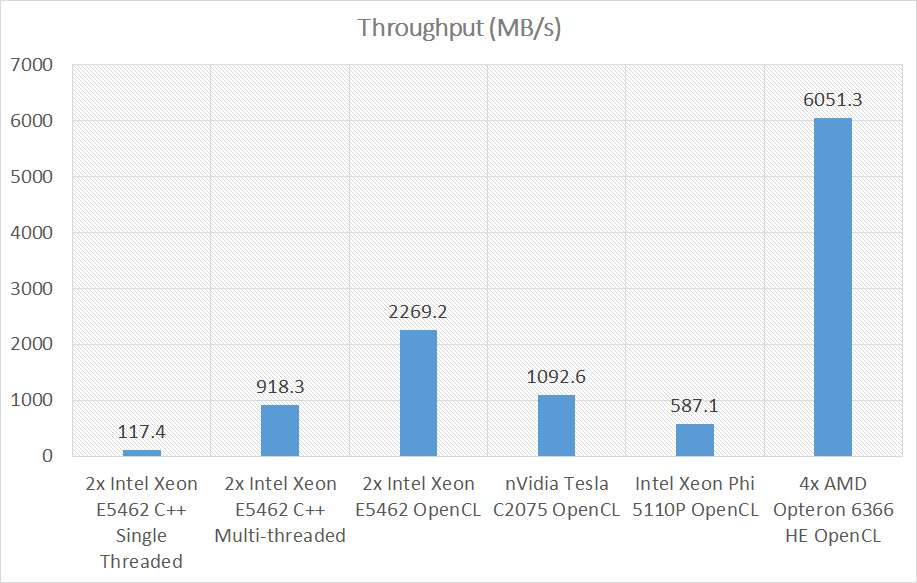 Throughput (MB/s)
7000
6000
5000
4000
3000
2000
1000
0
117.4
918.3
2269.2
1092.6
587.1
6051.3
2x Intel Xeon
E5462 C++
Single
Threaded
2x Intel Xeon
E5462 C++
Multi-threaded
2x Intel Xeon
E5462 OpenCL
nVidia Tesla
C2075 OpenCL
Intel Xeon Phi
5110P OpenCL
4x AMD
Opteron 6366
HE OpenCL